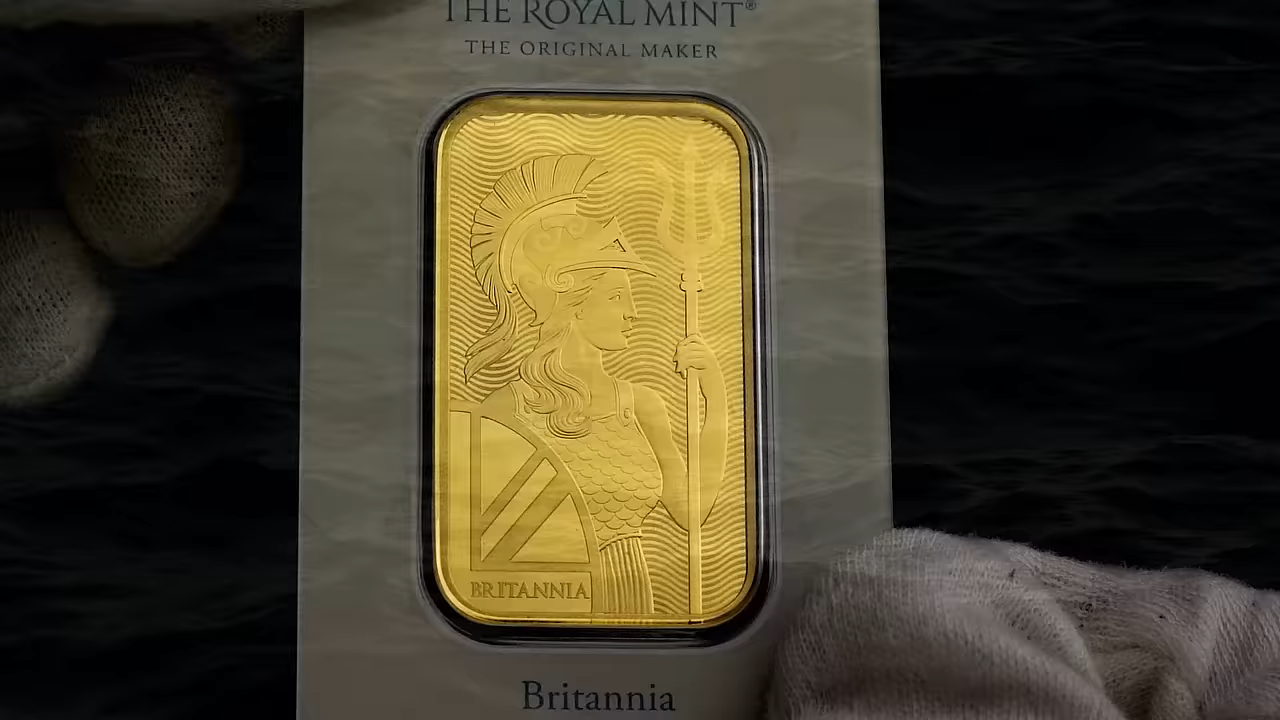 THE ROYAL MINT®
THE ORIGINAL MAKER
BRITANNIA
Britannia